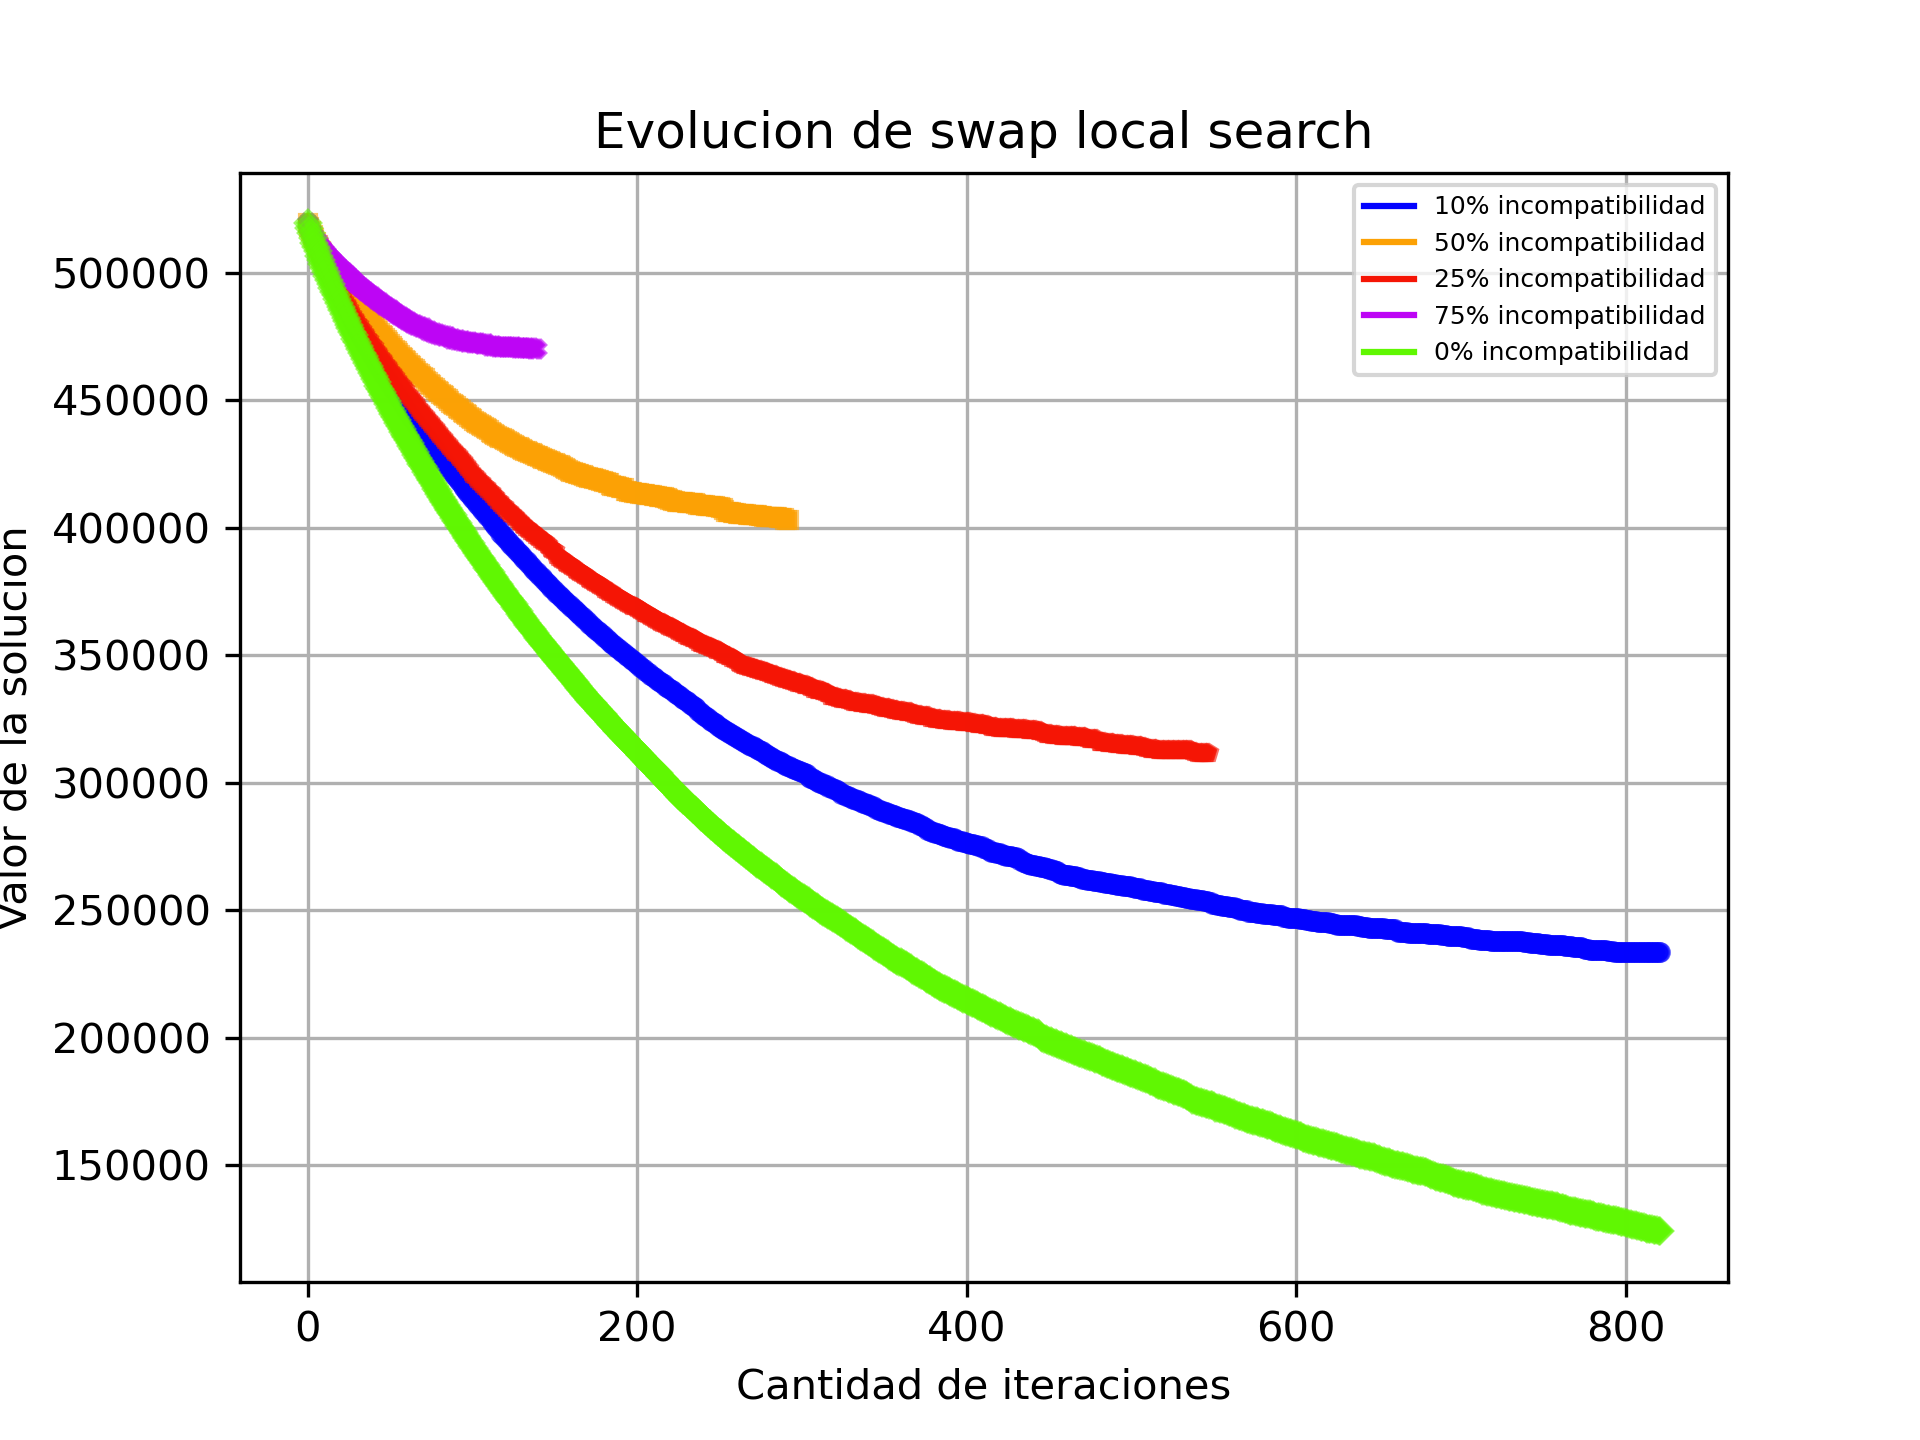 Evolucion de swap local search
10% incompatibilidad
50% incompatibilidad
25% incompatibilidad
75% incompatibilidad
0% incompatibilidad
Valor de la solucion
500000
450000
400000
350000
300000
250000
200000
150000
0 200 400 600 800
Cantidad de iteraciones